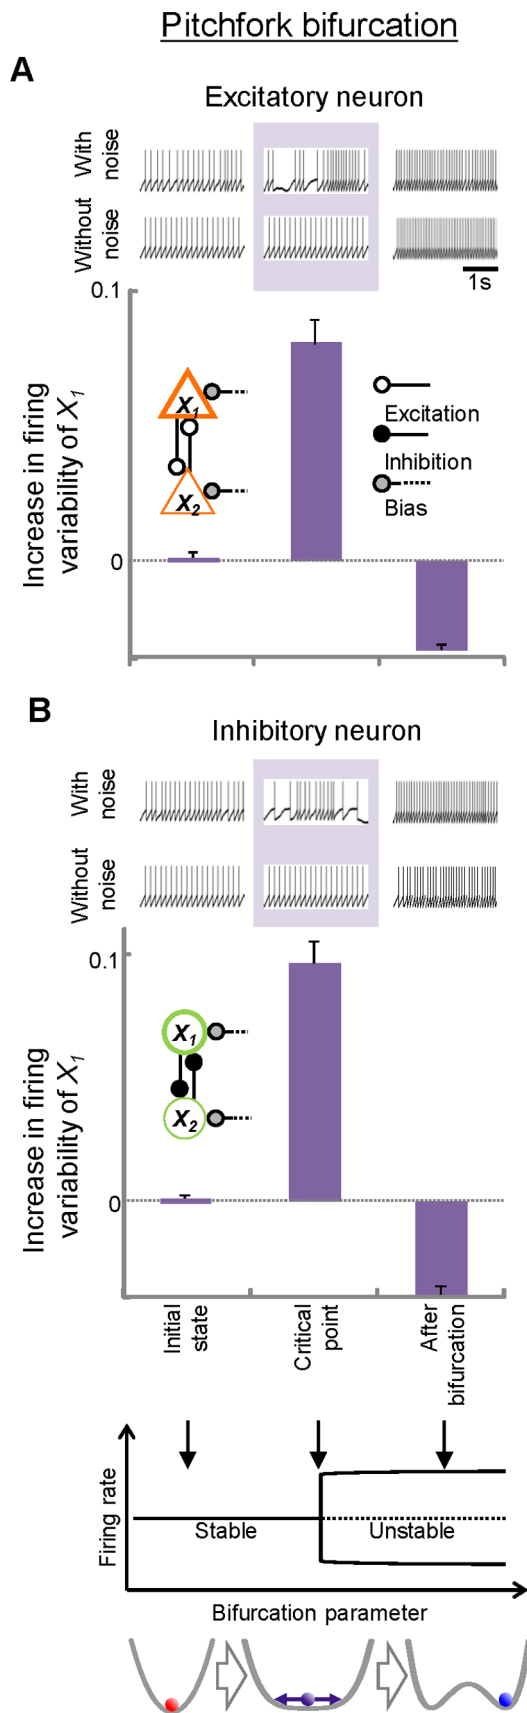 Pitchfork bifurcation
A
Excitatory neuron
With
noise
Without
noise
1s
0.1
Increase in firing
variability of X1
0
X1
X2
Excitation
Inhibition
Bias
B
Inhibitory neuron
With
noise
Without
noise
0.1
Increase in firing
variability of X1
0
X1
X2
Initial
state
Critical
point
After
bifurcation
Firing rate
Stable
Unstable
Bifurcation parameter